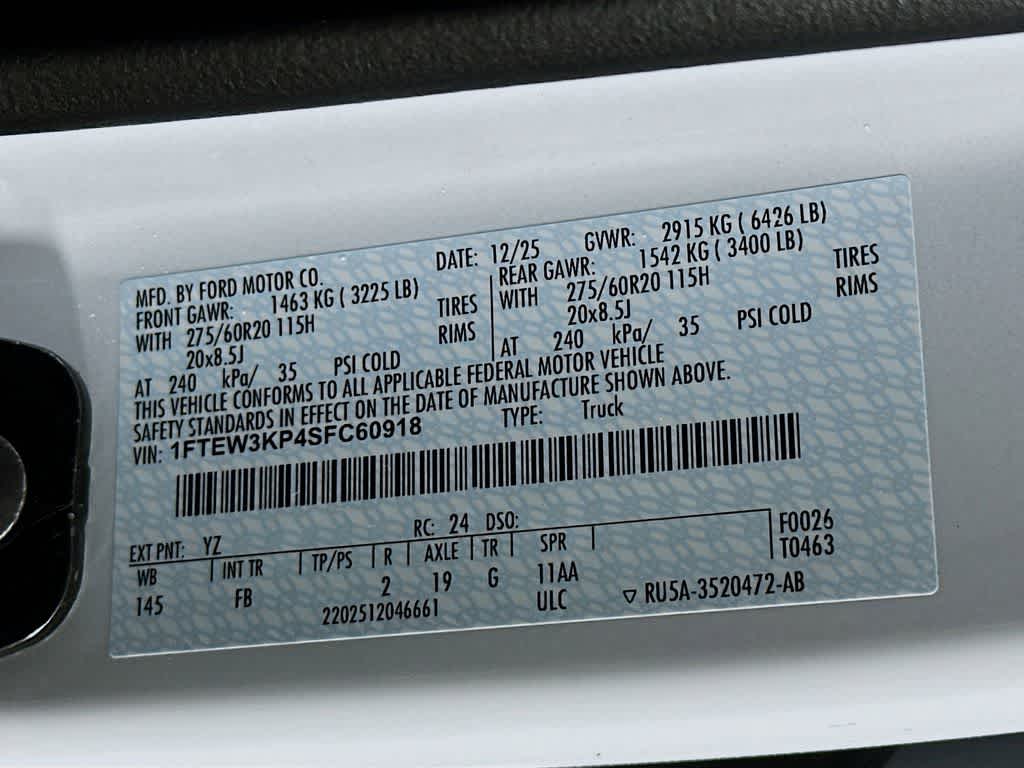 MFD. BY FORD MOTOR CO. DATE: 12/25 GVWR: 2915 KG ( 6426 LB)
FRONT GAWR: 1463 KG ( 3225 LB) REAR GAWR: 1542 KG ( 3400 LB)
WITH 275/60R20 115H TIRES WITH 275/60R20 115H TIRES
20x8.5J RIMS 20x8.5J RIMS
AT 240 kPa/ 35 PSI COLD AT 240 kPa/ 35 PSI COLD
THIS VEHICLE CONFORMS TO ALL APPLICABLE FEDERAL MOTOR VEHICLE
SAFETY STANDARDS IN EFFECT ON THE DATE OF MANUFACTURE SHOWN ABOVE.
VIN: 1FTEW3KP4SFC60918 TYPE: Truck
EXT PNT: YZ RC: 24 DSO: F0026
WB INT TR TP/PS R AXLE TR SPR T0463
145 FB 2 19 G 11AA
2202512046661 ULC ▽ RU5A-3520472-AB